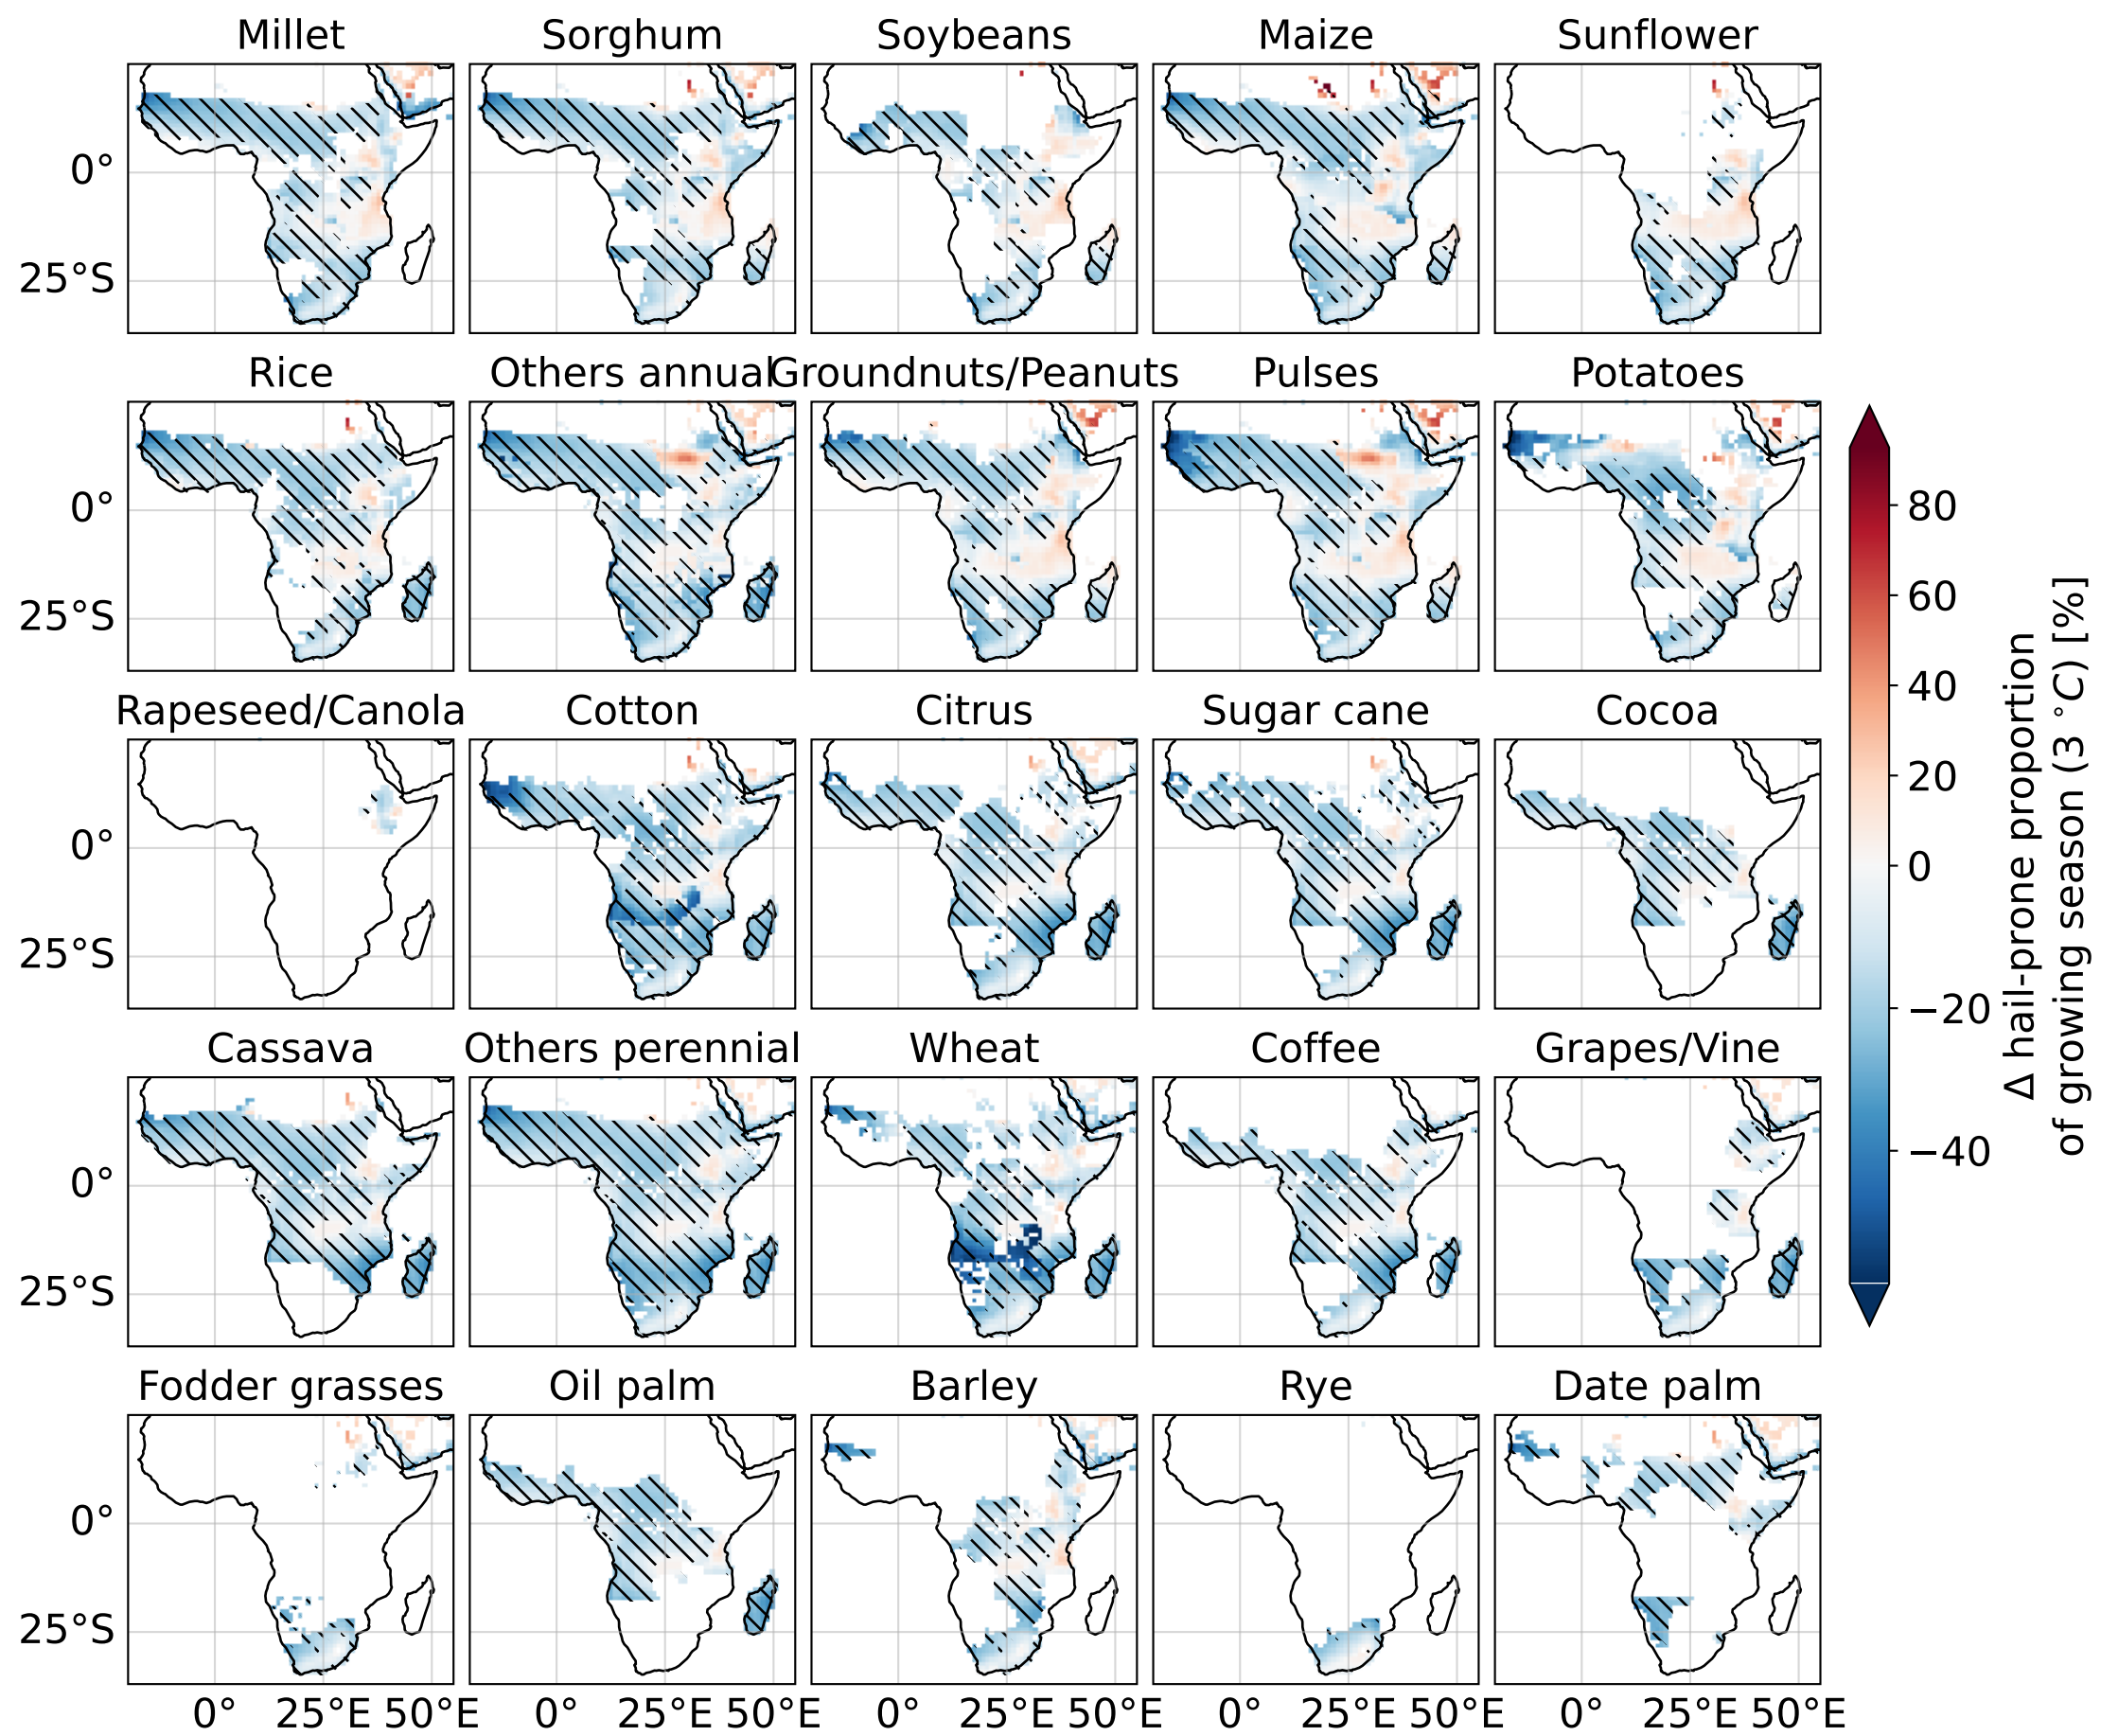 Millet Sorghum Soybeans Maize Sunflower
0°
25°S
Rice Others annual Groundnuts/Peanuts Pulses Potatoes
0°
25°S
Rapeseed/Canola Cotton Citrus Sugar cane Cocoa
0°
25°S
Cassava Others perennial Wheat Coffee Grapes/Vine
0°
25°S
Fodder grasses Oil palm Barley Rye Date palm
0°
25°S
0° 25°E 50°E 0° 25°E 50°E 0° 25°E 50°E 0° 25°E 50°E 0° 25°E 50°E
80
60
40
20
0
−20
−40
Δ hail-prone proportion
of growing season (3 °C) [%]